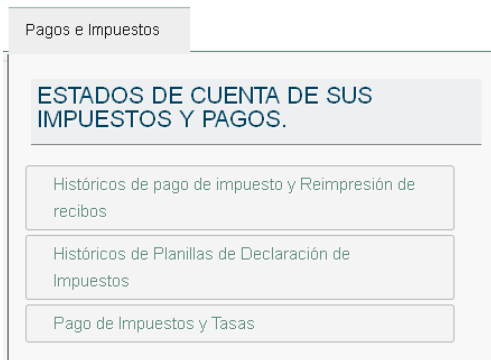 Pagos e Impuestos
ESTADOS DE CUENTA DE SUS
IMPUESTOS Y PAGOS.
Históricos de pago de impuesto y Reimpresión de
recibos
Históricos de Planillas de Declaración de
Impuestos
Pago de Impuestos y Tasas